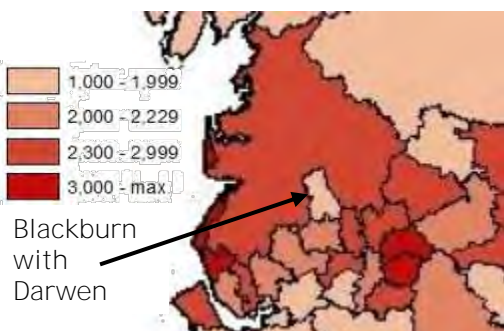 1,000 - 1,999
2,000 - 2,229
2,300 - 2,999
3,000 - max
Blackburn
with
Darwen